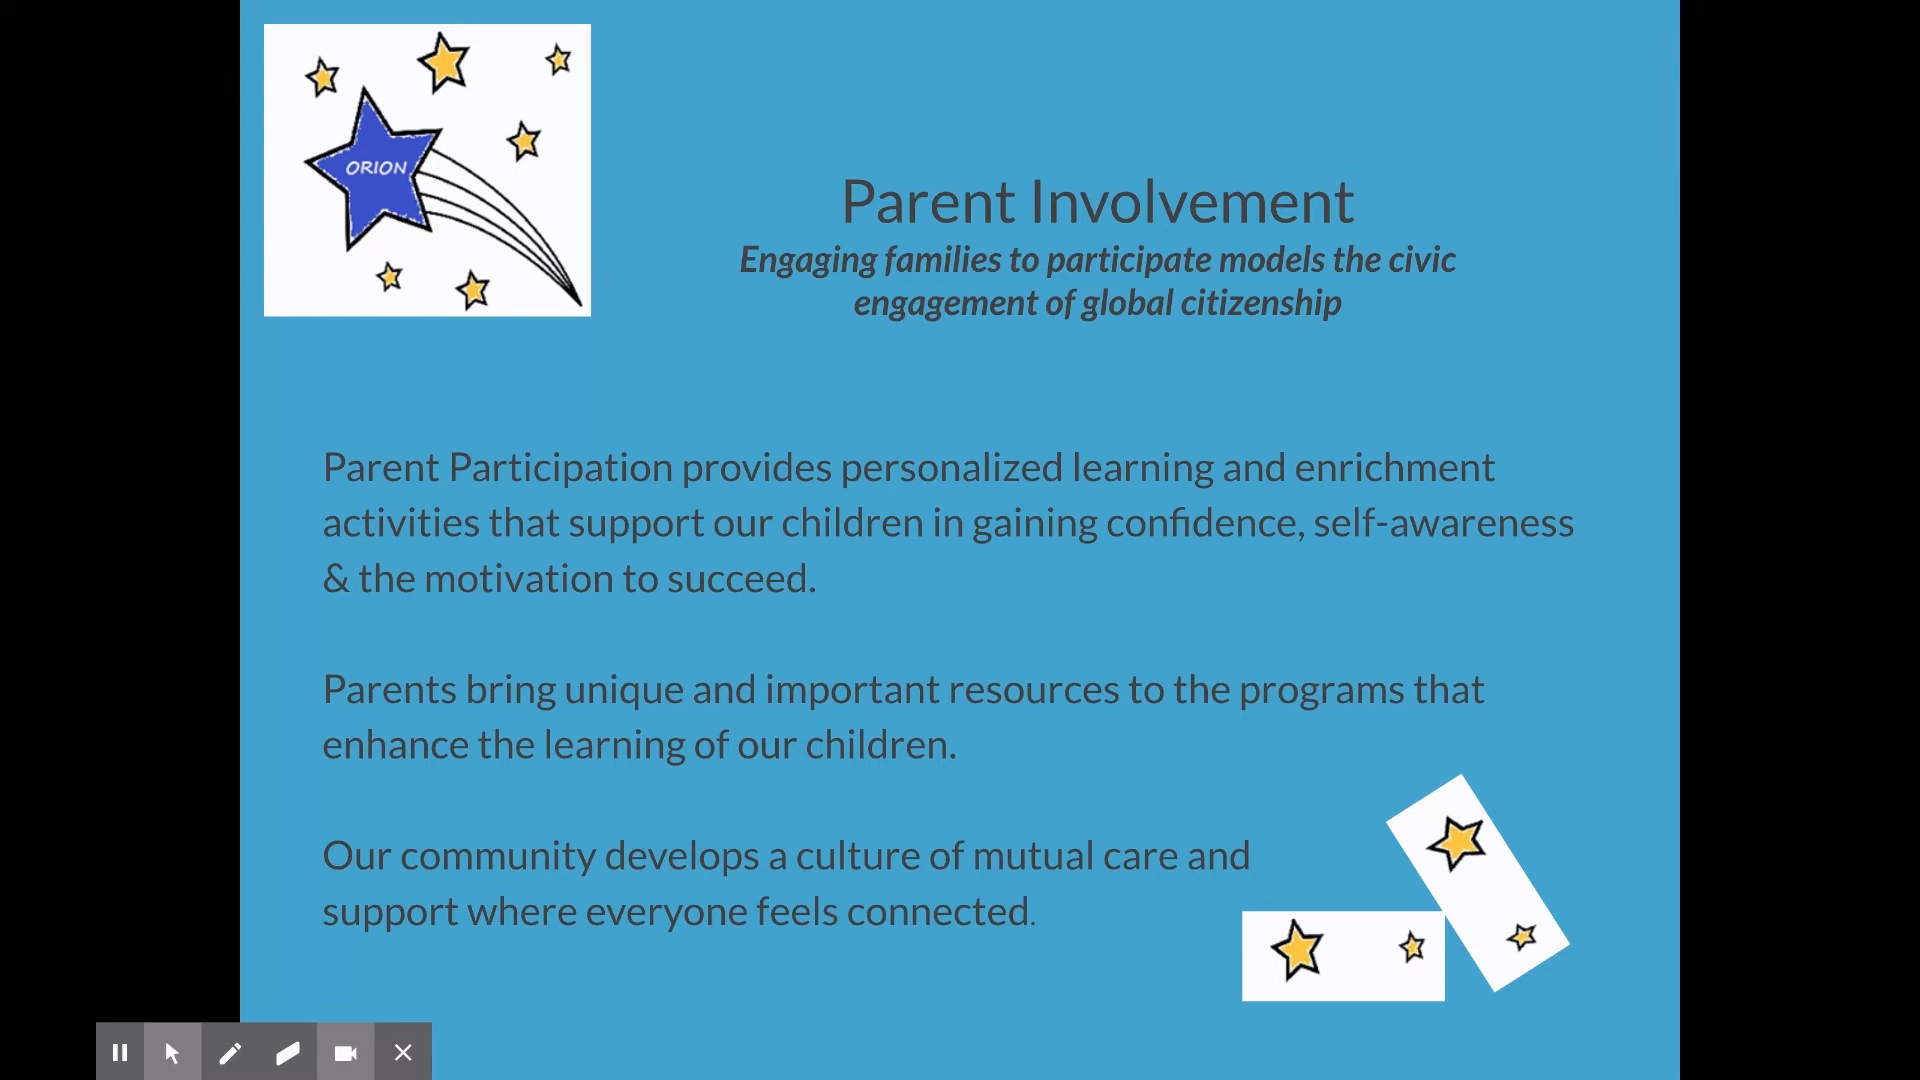 ORION
Parent Involvement
Engaging families to participate models the civic
engagement of global citizenship
Parent Participation provides personalized learning and enrichment
activities that support our children in gaining confidence, self-awareness
& the motivation to succeed.
Parents bring unique and important resources to the programs that
enhance the learning of our children.
Our community develops a culture of mutual care and
support where everyone feels connected.